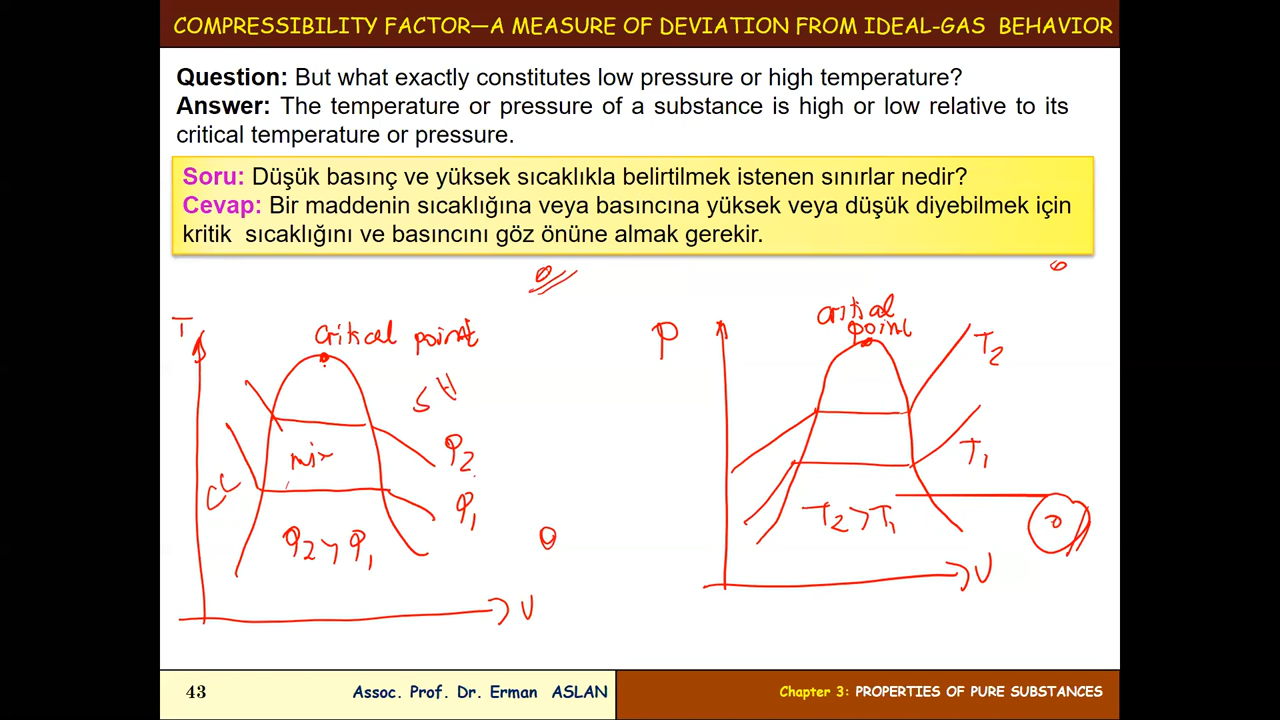 COMPRESSIBILITY FACTOR—A MEASURE OF DEVIATION FROM IDEAL-GAS BEHAVIOR
Question: But what exactly constitutes low pressure or high temperature?
Answer: The temperature or pressure of a substance is high or low relative to its
critical temperature or pressure.
Soru: Düşük basınç ve yüksek sıcaklıkla belirtilmek istenen sınırlar nedir?
Cevap: Bir maddenin sıcaklığına veya basıncına yüksek veya düşük diyebilmek için
kritik sıcaklığını ve basıncını göz önüne almak gerekir.
T
critical point
SH
P2
mix
CL
P1
P2 > P1
V
P
critical
point
T2
T1
T2 > T1
V
43
Assoc. Prof. Dr. Erman ASLAN
Chapter 3: PROPERTIES OF PURE SUBSTANCES